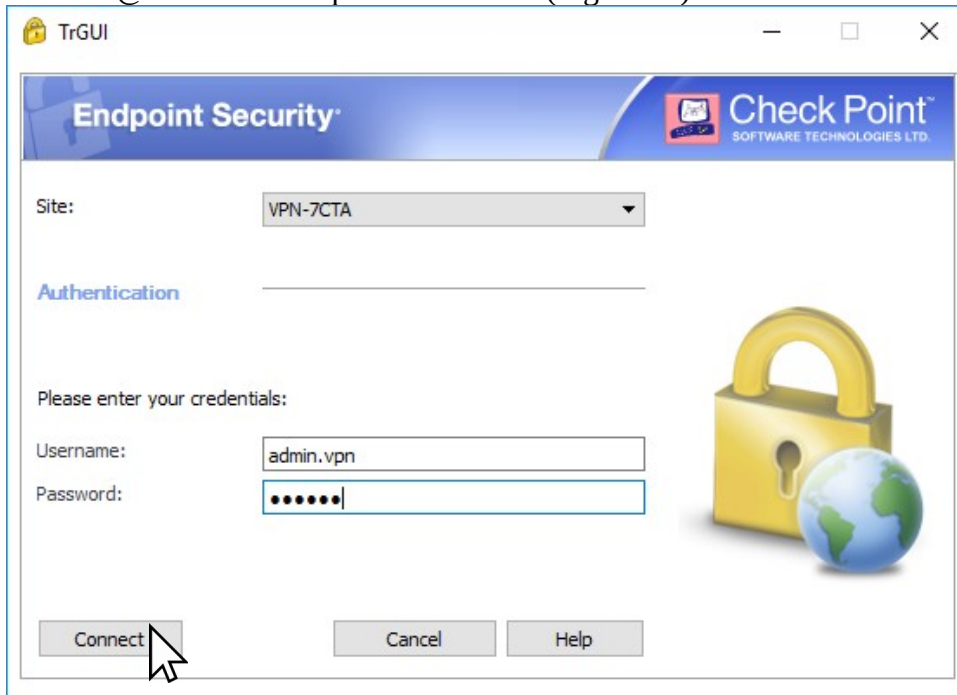 TrGUI
Endpoint Security
Check Point™
SOFTWARE TECHNOLOGIES LTD.
Site: VPN-7CTA
Authentication
Please enter your credentials:
Username: admin.vpn
Password: ●●●●●●
Connect Cancel Help